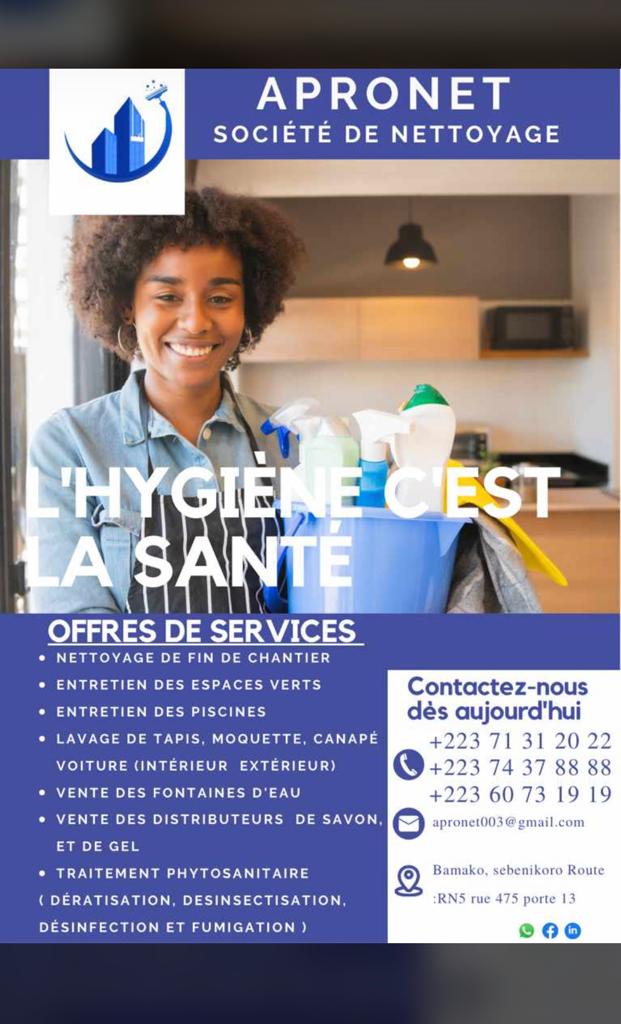 APRONET
SOCIÉTÉ DE NETTOYAGE
L'HYGIÈNE C'EST
LA SANTÉ
OFFRES DE SERVICES
• NETTOYAGE DE FIN DE CHANTIER
• ENTRETIEN DES ESPACES VERTS
• ENTRETIEN DES PISCINES
• LAVAGE DE TAPIS, MOQUETTE, CANAPÉ
VOITURE (INTÉRIEUR EXTÉRIEUR)
• VENTE DES FONTAINES D'EAU
• VENTE DES DISTRIBUTEURS DE SAVON,
ET DE GEL
• TRAITEMENT PHYTOSANITAIRE
( DÉRATISATION, DESINSECTISATION,
DÉSINFECTION ET FUMIGATION )
Contactez-nous
dès aujourd'hui
+223 71 31 20 22
+223 74 37 88 88
+223 60 73 19 19
apronet003@gmail.com
Bamako, sebenikoro Route
:RN5 rue 475 porte 13